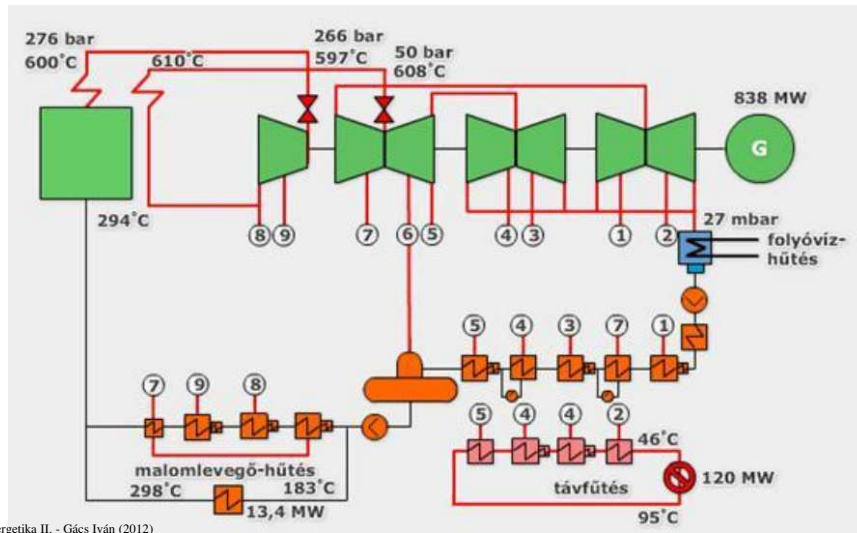 276 bar
600°C
610°C
266 bar
597°C
50 bar
608°C
838 MW
G
294°C
8 9 7 6 5 4 3 1 2
27 mbar
folyóvíz-
hűtés
5 4 3 7 1
7 9 8
5 4 4 2
malomlevegő-hűtés
298°C 183°C
13,4 MW
46°C
távfűtés
120 MW
95°C
ergetika II. - Gács Iván (2012)